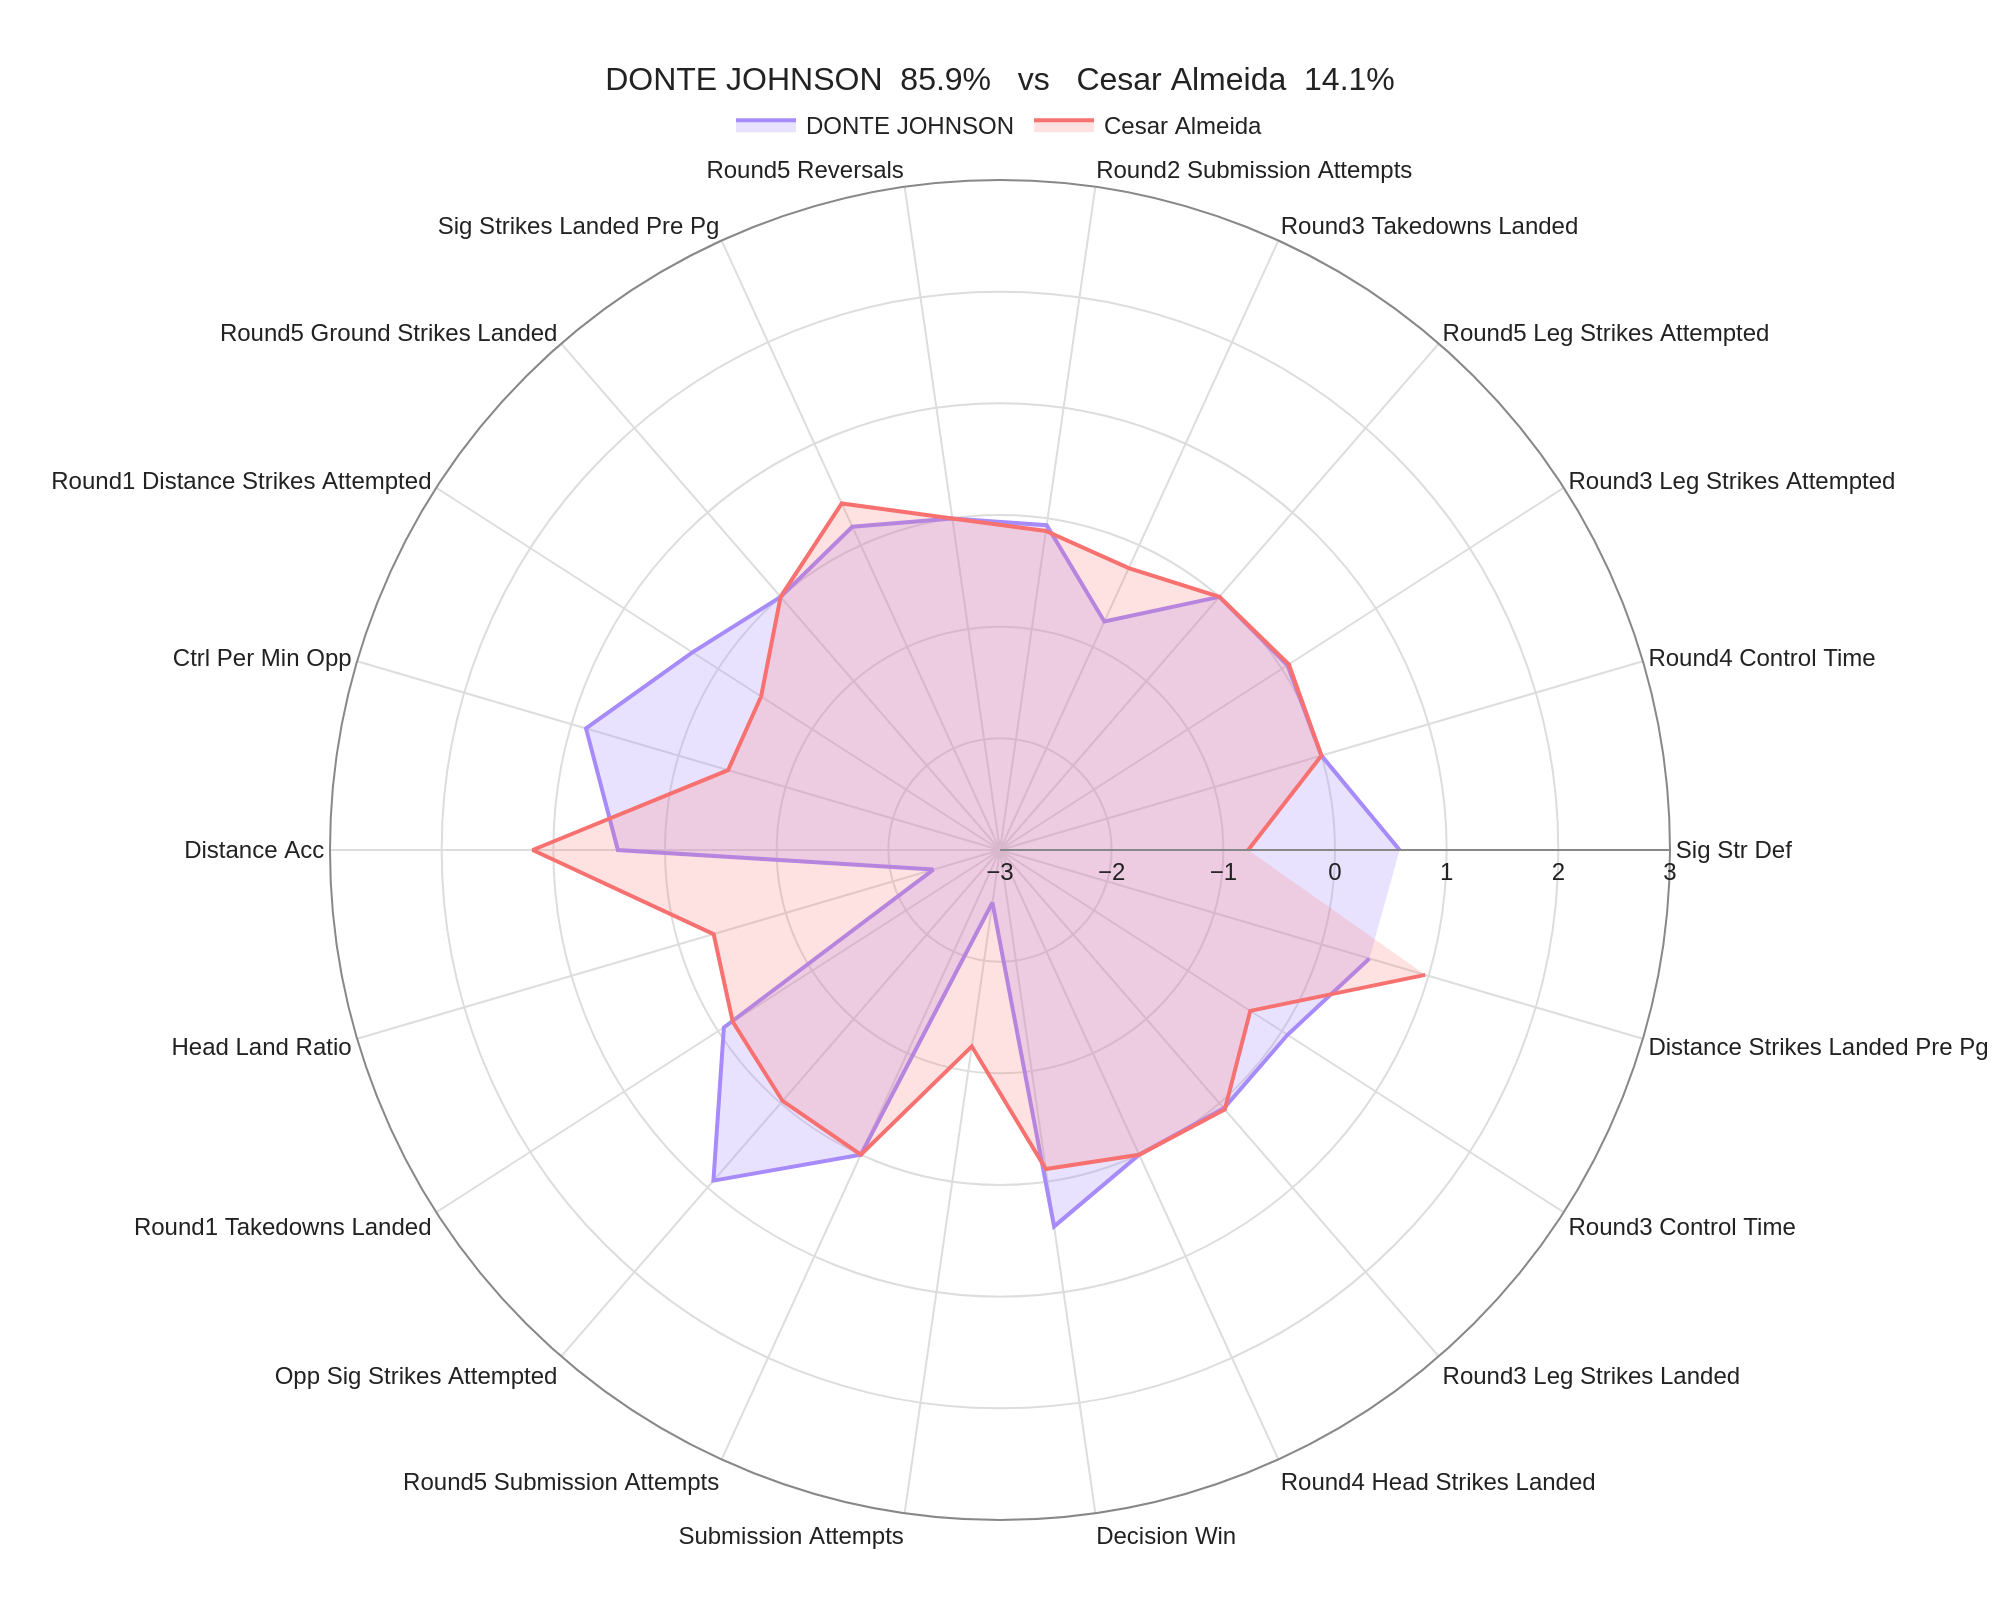 DONTE JOHNSON  85.9%   vs   Cesar Almeida  14.1%
DONTE JOHNSON Cesar Almeida
Round5 Reversals Round2 Submission Attempts
Sig Strikes Landed Pre Pg Round3 Takedowns Landed
Round5 Ground Strikes Landed Round5 Leg Strikes Attempted
Round1 Distance Strikes Attempted Round3 Leg Strikes Attempted
Ctrl Per Min Opp Round4 Control Time
Distance Acc Sig Str Def
−3 −2 −1 0 1 2 3
Head Land Ratio Distance Strikes Landed Pre Pg
Round1 Takedowns Landed Round3 Control Time
Opp Sig Strikes Attempted Round3 Leg Strikes Landed
Round5 Submission Attempts Round4 Head Strikes Landed
Submission Attempts Decision Win